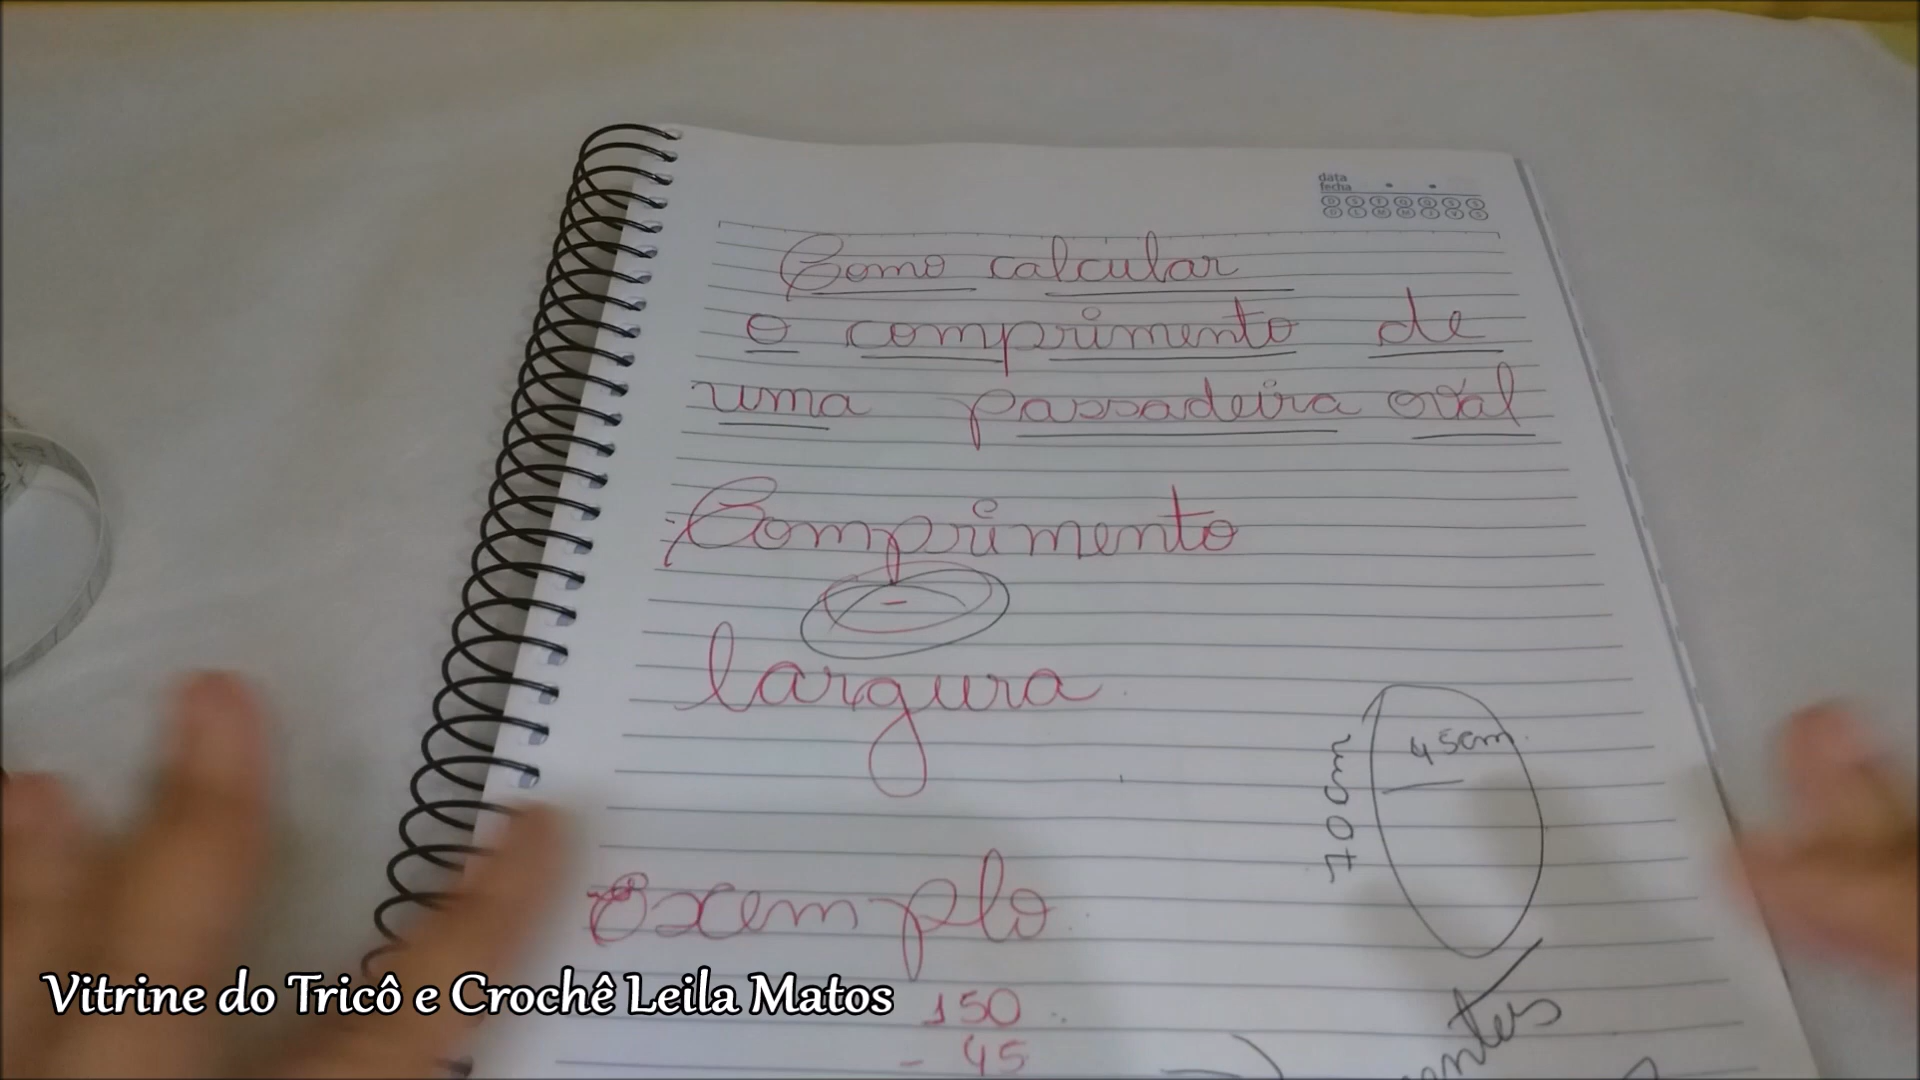 data
fecha
Como calcular
o comprimento de
uma passadeira oval
Comprimento
-
largura
45cm
70cm
Exemplo
150
- 45
Vitrine do Tricô e Crochê Leila Matos